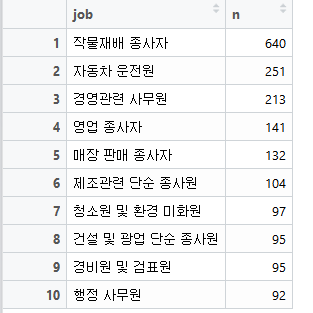 job n
1 작물재배 종사자 640
2 자동차 운전원 251
3 경영관련 사무원 213
4 영업 종사자 141
5 매장 판매 종사자 132
6 제조관련 단순 종사원 104
7 청소원 및 환경 미화원 97
8 건설 및 광업 단순 종사원 95
9 경비원 및 검표원 95
10 행정 사무원 92